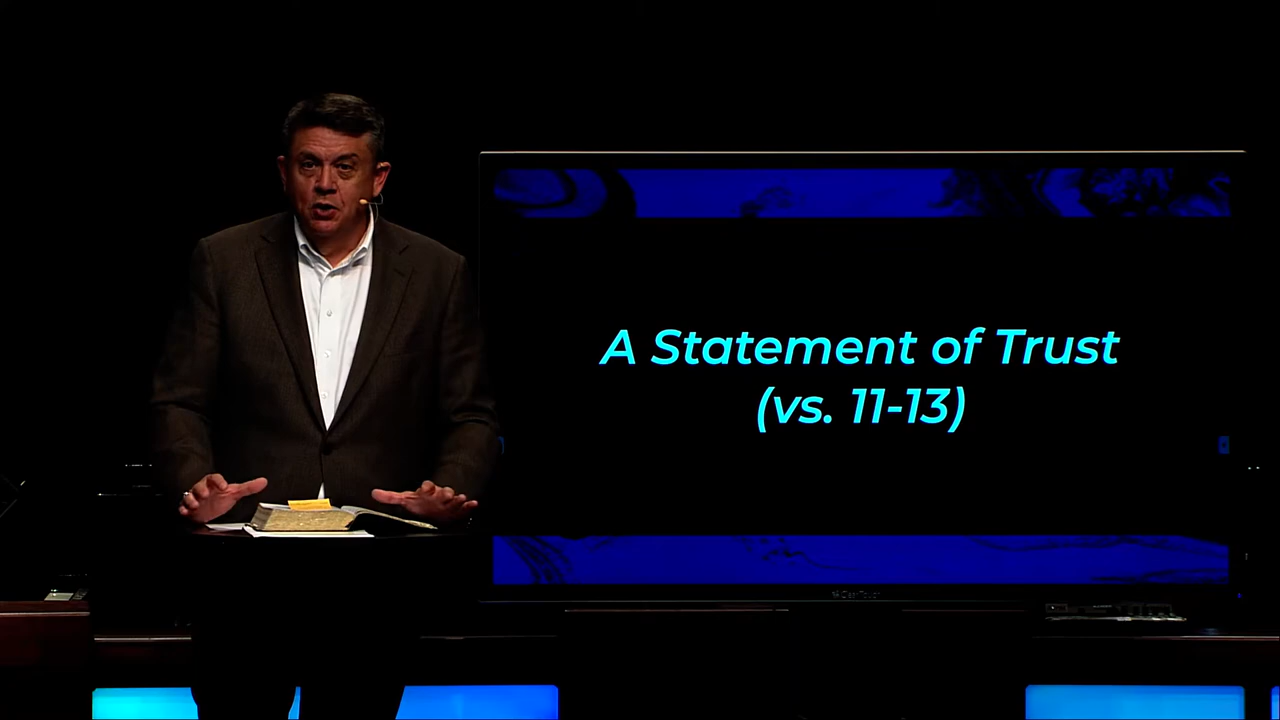 A Statement of Trust
(vs. 11-13)